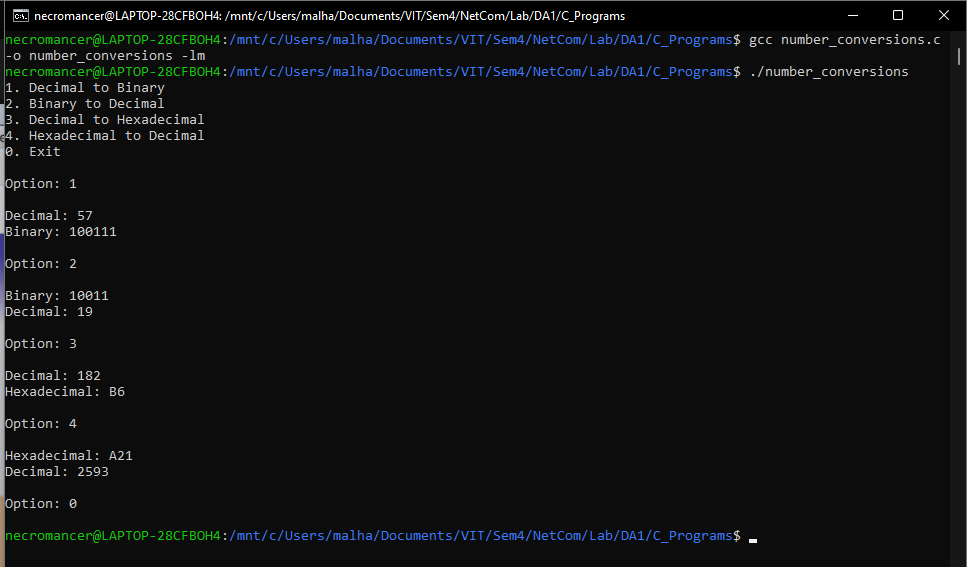 necromancer@LAPTOP-28CFBOH4: /mnt/c/Users/malha/Documents/VIT/Sem4/NetCom/Lab/DA1/C_Programs
necromancer@LAPTOP-28CFBOH4:/mnt/c/Users/malha/Documents/VIT/Sem4/NetCom/Lab/DA1/C_Programs$ gcc number_conversions.c
-o number_conversions -lm
necromancer@LAPTOP-28CFBOH4:/mnt/c/Users/malha/Documents/VIT/Sem4/NetCom/Lab/DA1/C_Programs$ ./number_conversions
1. Decimal to Binary
2. Binary to Decimal
3. Decimal to Hexadecimal
4. Hexadecimal to Decimal
0. Exit
Option: 1
Decimal: 57
Binary: 100111
Option: 2
Binary: 10011
Decimal: 19
Option: 3
Decimal: 182
Hexadecimal: B6
Option: 4
Hexadecimal: A21
Decimal: 2593
Option: 0
necromancer@LAPTOP-28CFBOH4:/mnt/c/Users/malha/Documents/VIT/Sem4/NetCom/Lab/DA1/C_Programs$